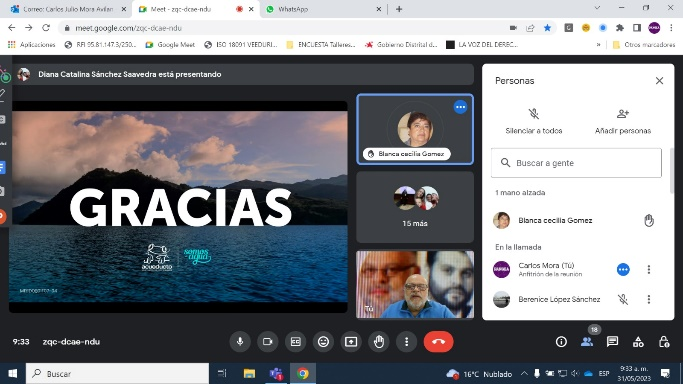 Correo: Carlos Julio Mora Avilan
Meet - zqc-dcae-ndu
WhatsApp
meet.google.com/zqc-dcae-ndu
Aplicaciones
RFI 95.81.147.3/250...
Google Meet
ISO 18091 VEEDURI...
ENCUESTA Talleres...
Gobierno Distrital d...
LA VOZ DEL DEREC...
Otros marcadores
Diana Catalina Sánchez Saavedra está presentando
GRACIAS
acueducto
somos agua
Blanca cecilia Gomez
15 más
Tú
Personas
Silenciar a todos
Añadir personas
Buscar a gente
1 mano alzada
Blanca cecilia Gomez
En la llamada
Carlos Mora (Tú)
Anfitrión de la reunión
Berenice López Sánchez
9:33
zqc-dcae-ndu
18
Buscar
16°C Nublado
ESP
9:33 a. m.
31/05/2023